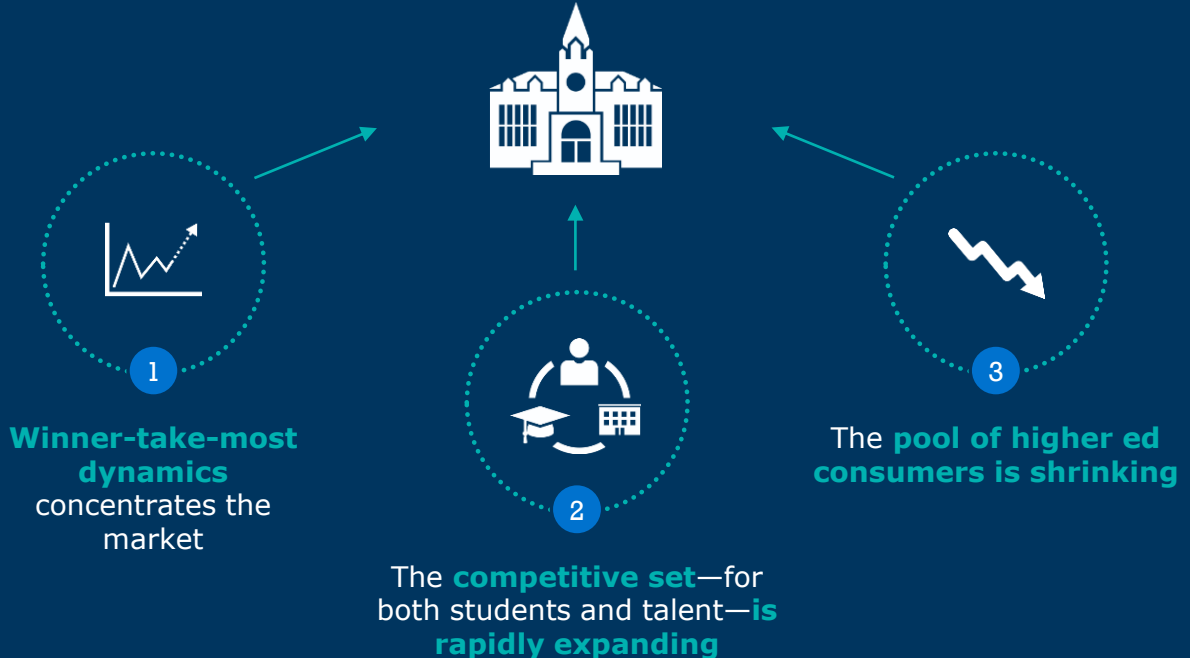 1
Winner-take-most
dynamics
concentrates the
market
2
The competitive set—for
both students and talent—is
rapidly expanding
3
The pool of higher ed
consumers is shrinking